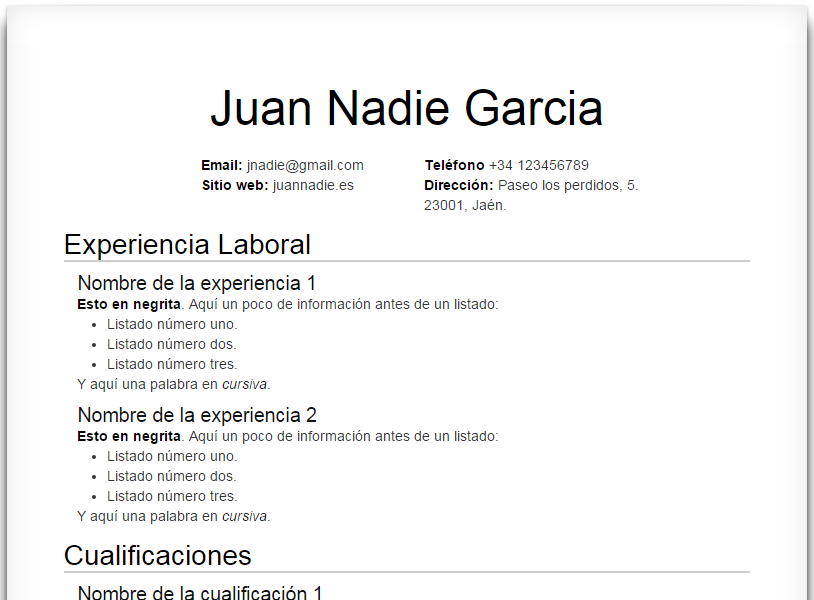 Juan Nadie Garcia
Email: jnadie@gmail.com
Sitio web: juannadie.es
Teléfono +34 123456789
Dirección: Paseo los perdidos, 5.
23001, Jaén.
Experiencia Laboral
Nombre de la experiencia 1
Esto en negrita. Aquí un poco de información antes de un listado:
• Listado número uno.
• Listado número dos.
• Listado número tres.
Y aquí una palabra en cursiva.
Nombre de la experiencia 2
Esto en negrita. Aquí un poco de información antes de un listado:
• Listado número uno.
• Listado número dos.
• Listado número tres.
Y aquí una palabra en cursiva.
Cualificaciones
Nombre de la cualificación 1